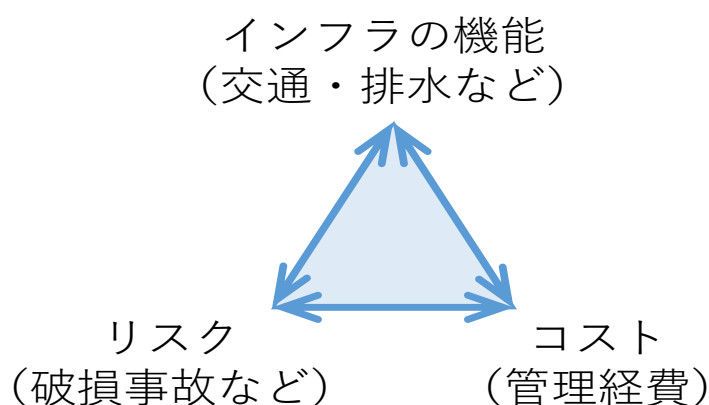 インフラの機能
（交通・排水など）
リスク
（破損事故など）
コスト
（管理経費）